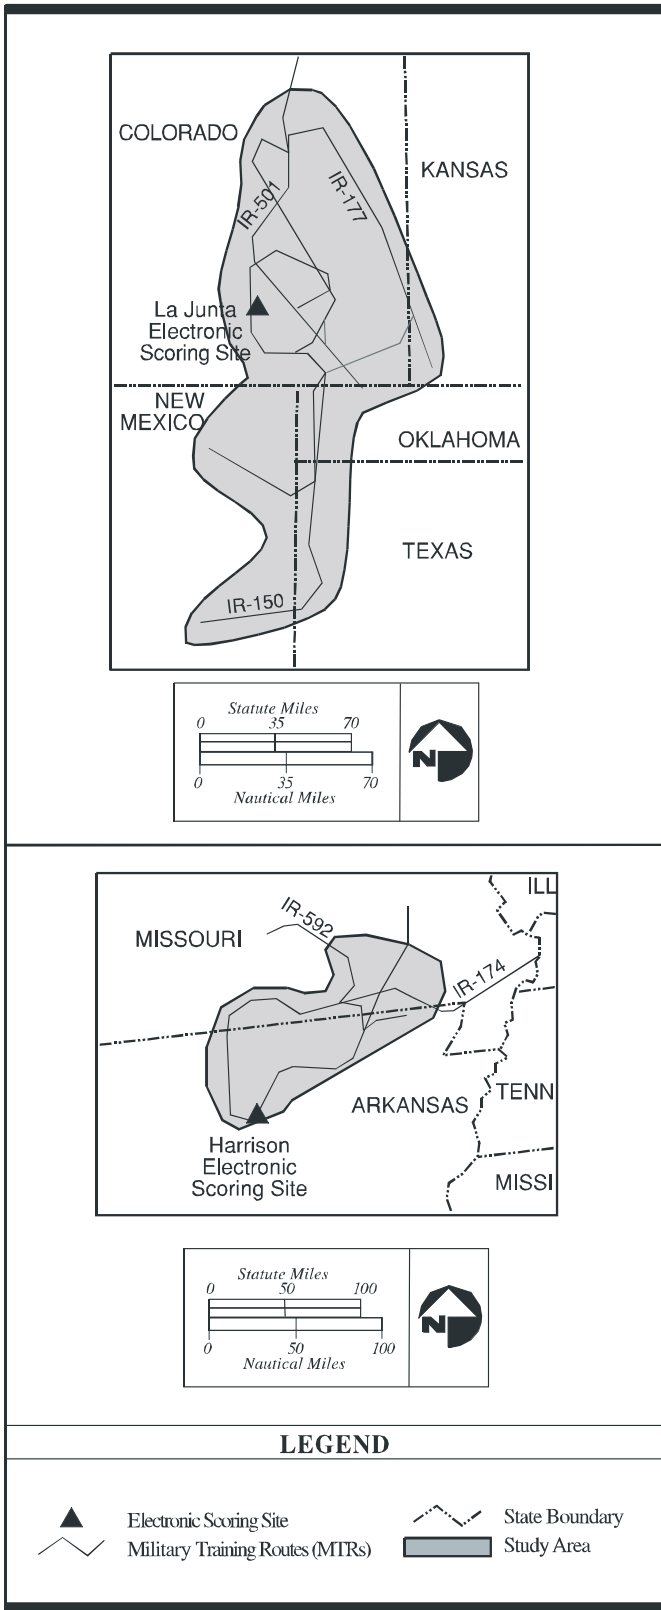 COLORADO
KANSAS
IR-501
IR-177
La Junta
Electronic
Scoring Site
NEW
MEXICO
OKLAHOMA
TEXAS
IR-150
Statute Miles
0 35 70
0 35 70
Nautical Miles
N
ILL
IR-592
MISSOURI
IR-174
ARKANSAS
TENN
Harrison
Electronic
Scoring Site
MISSI
Statute Miles
0 50 100
0 50 100
Nautical Miles
N
LEGEND
Electronic Scoring Site
State Boundary
Military Training Routes (MTRs)
Study Area